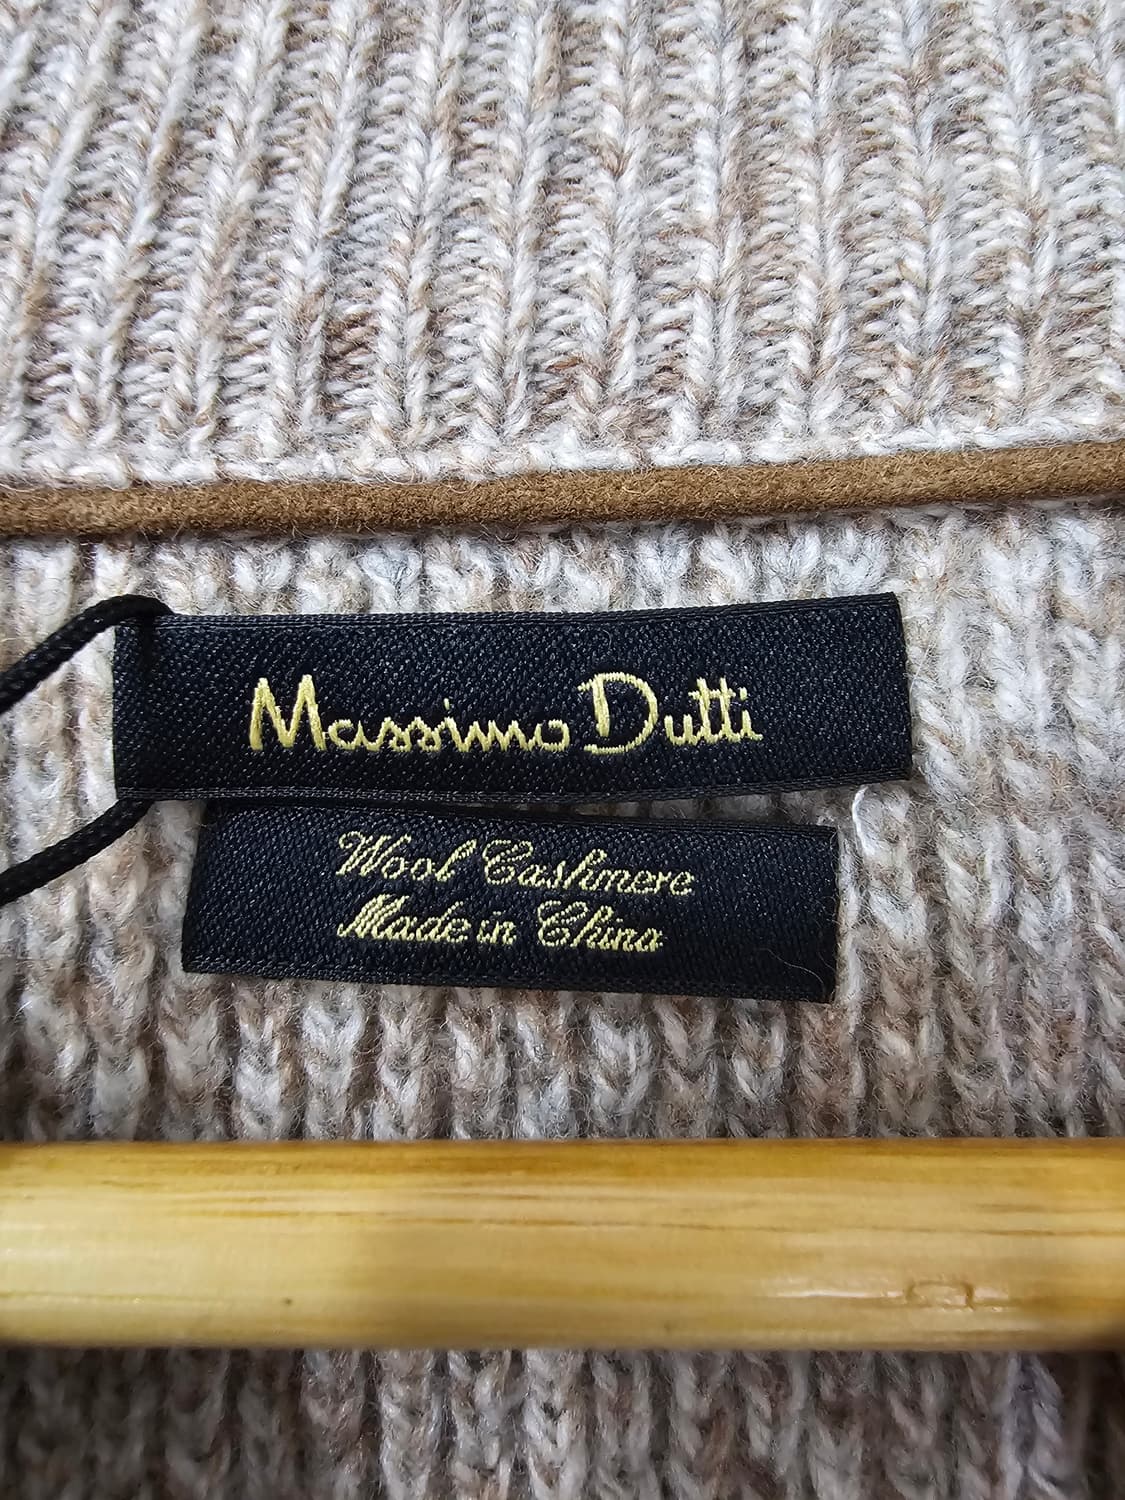 Massimo Dutti
Wool Cashmere
Made in China